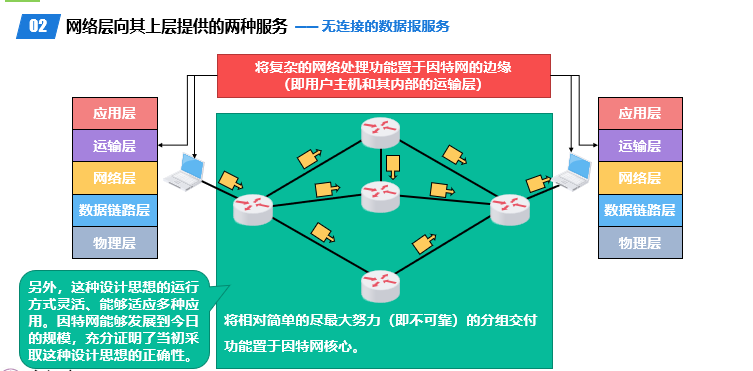 02 网络层向其上层提供的两种服务 —— 无连接的数据报服务
将复杂的网络处理功能置于因特网的边缘
(即用户主机和其内部的运输层)
应用层
运输层
网络层
数据链路层
物理层
应用层
运输层
网络层
数据链路层
物理层
另外，这种设计思想的运行
方式灵活、能够适应多种应
用。因特网能够发展到今日
的规模，充分证明了当初采
取这种设计思想的正确性。
将相对简单的尽最大努力（即不可靠）的分组交付
功能置于因特网核心。